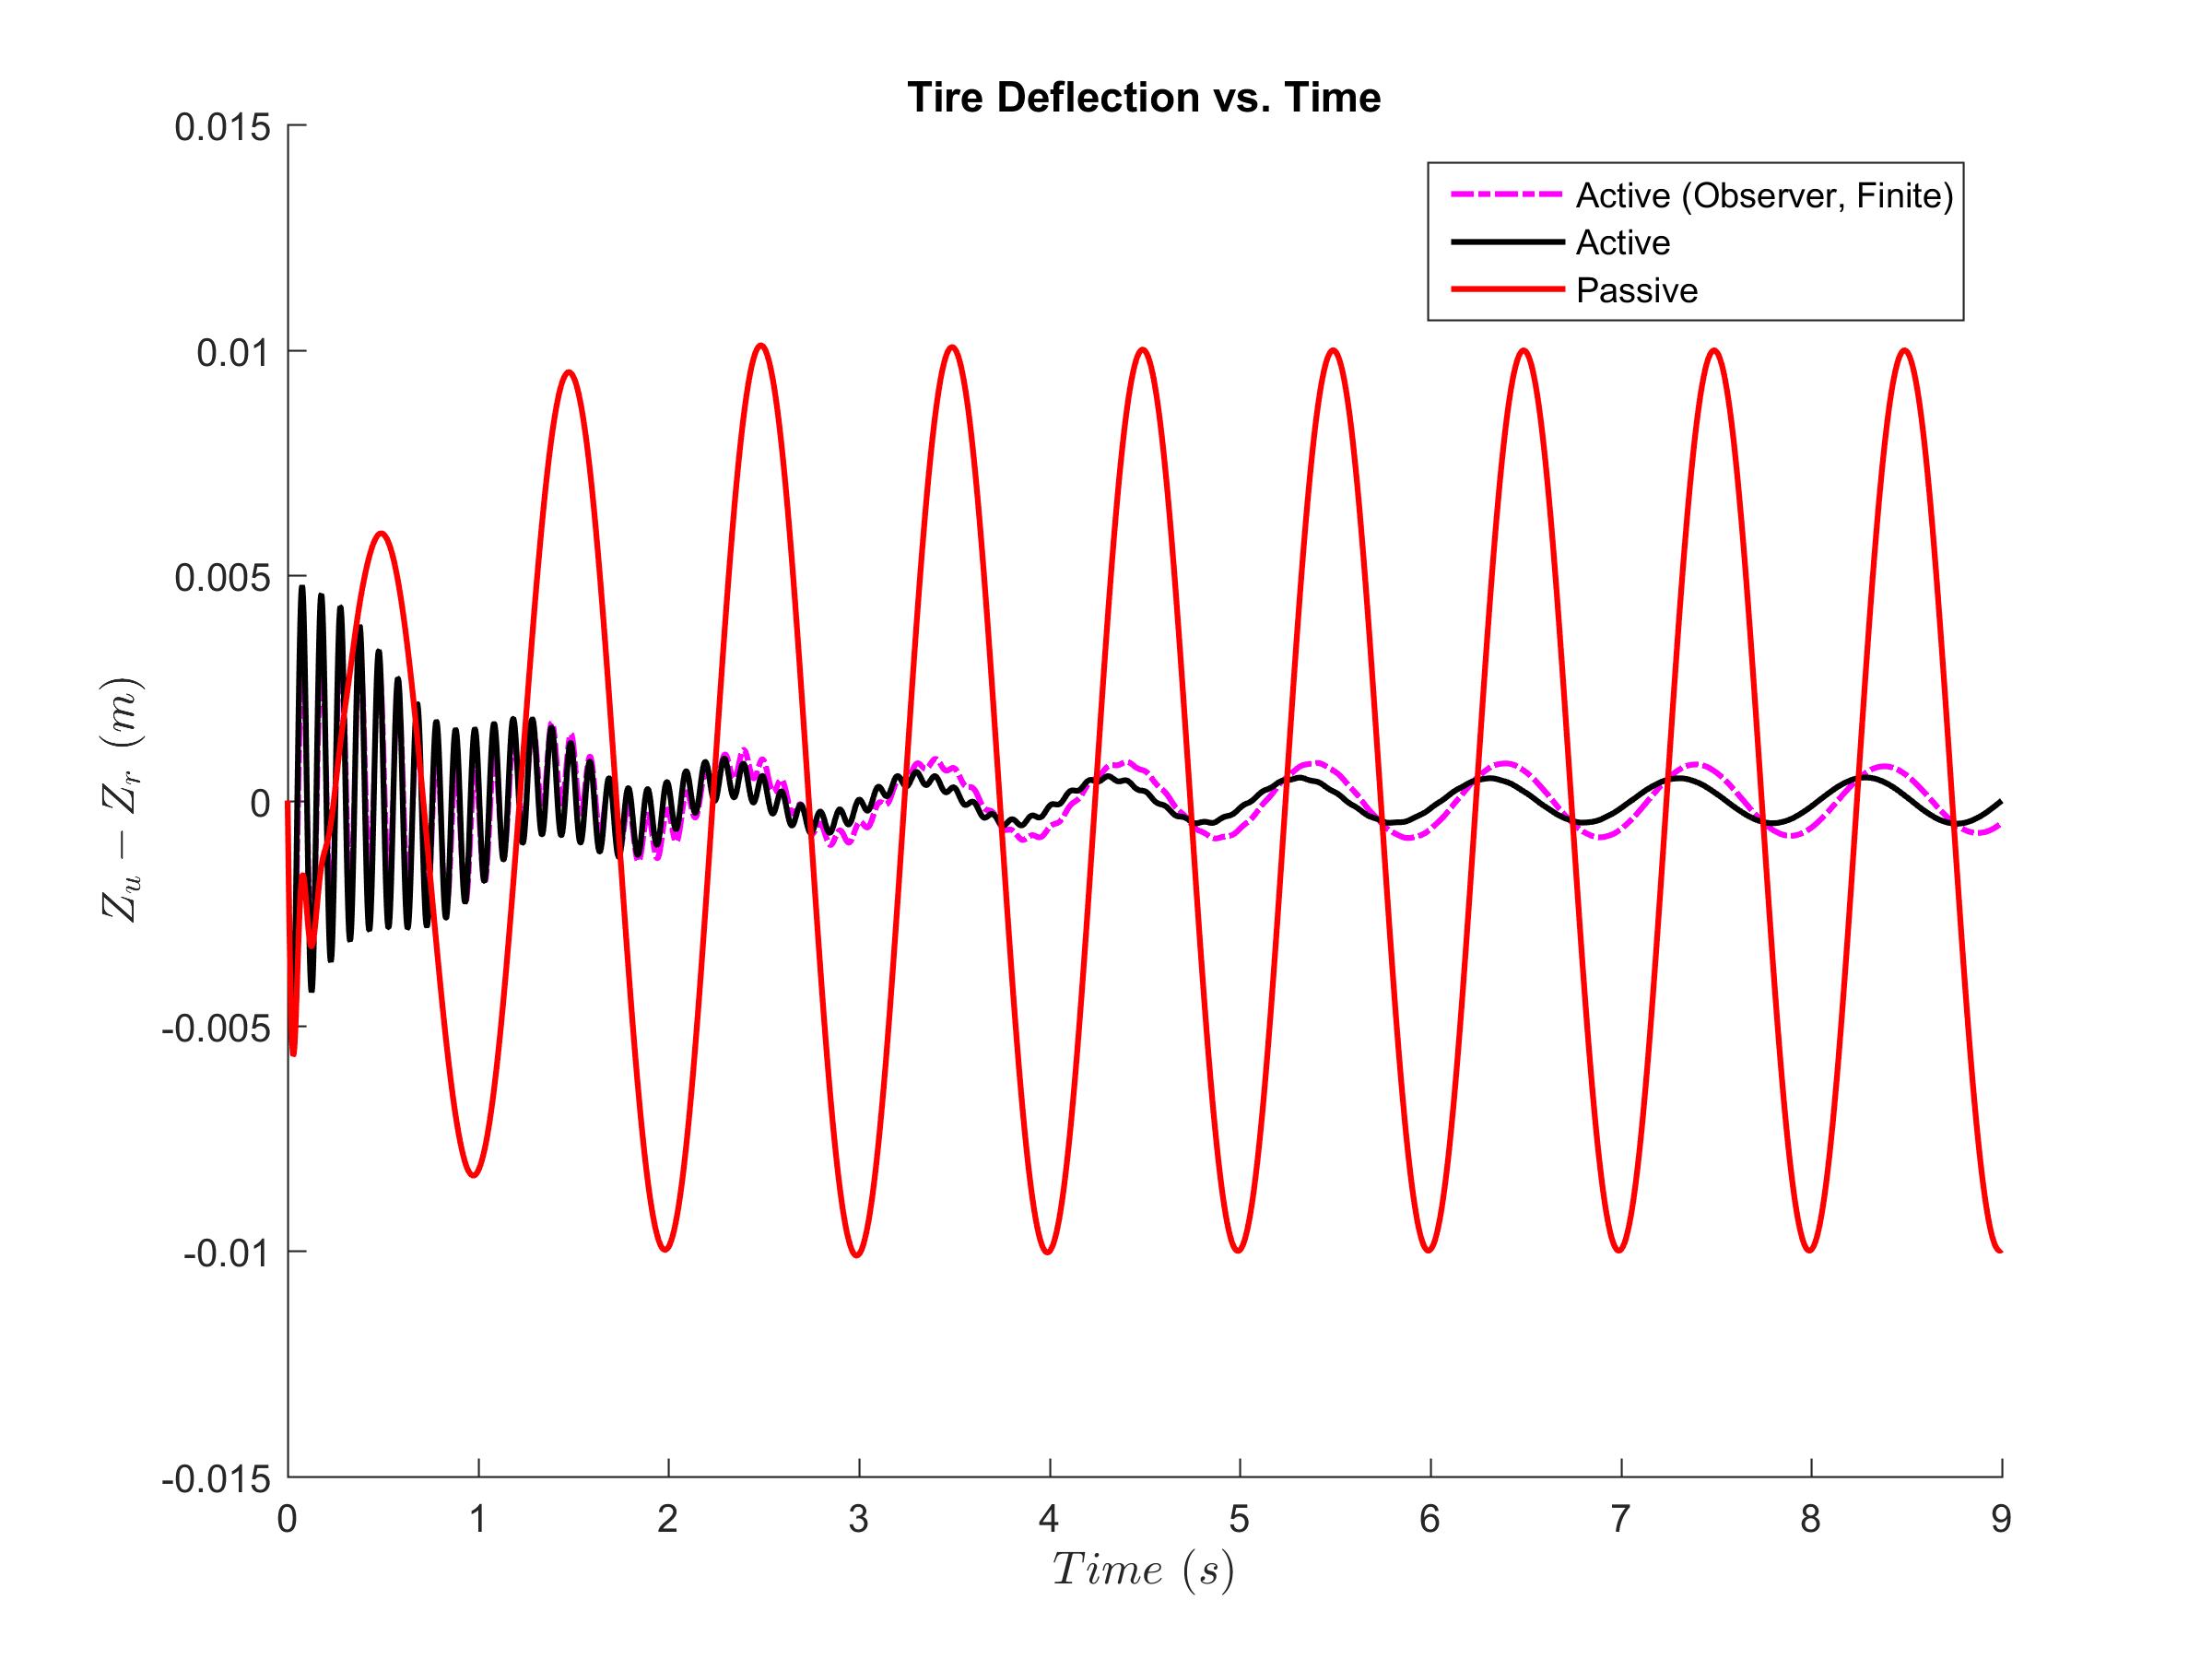 Tire Deflection vs. Time
0.015
0.01
0.005
0
-0.005
-0.01
-0.015
Z_u − Z_r (m)
Active (Observer, Finite)
Active
Passive
0 1 2 3 4 5 6 7 8 9
Time (s)